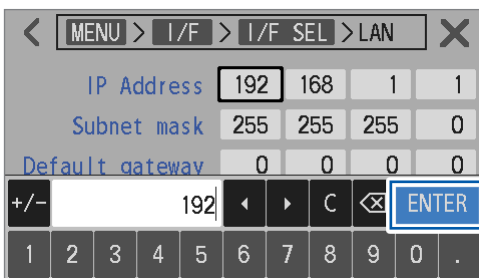 MENU > I/F > I/F SEL > LAN
IP Address 192 168 1 1
Subnet mask 255 255 255 0
Default gateway 0 0 0 0
+/- 192 C ENTER
1 2 3 4 5 6 7 8 9 0 .